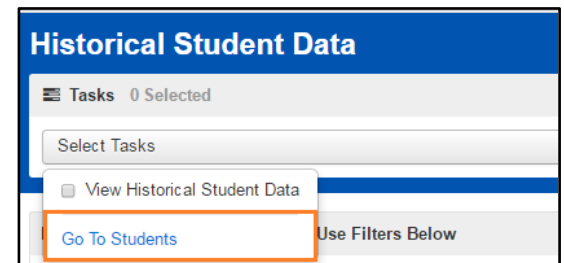 Historical Student Data
Tasks 0 Selected
Select Tasks
View Historical Student Data
Go To Students
Use Filters Below